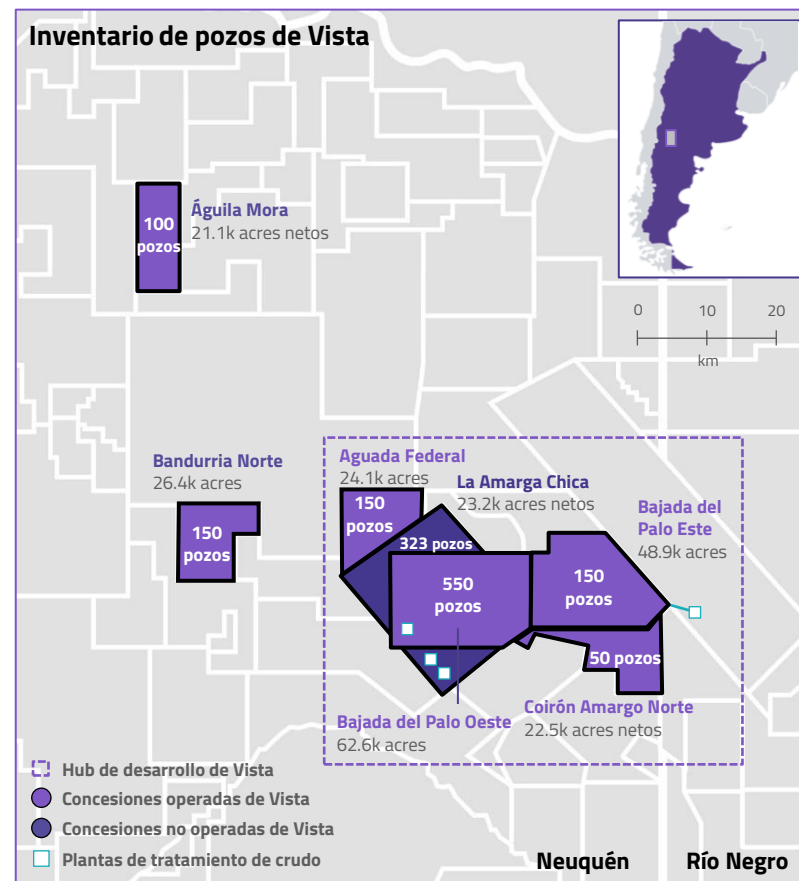 Inventario de pozos de Vista
100
pozos
Águila Mora
21.1k acres netos
0 10 20
km
Bandurria Norte
26.4k acres
150
pozos
Aguada Federal
24.1k acres
150
pozos
La Amarga Chica
23.2k acres netos
323 pozos
Bajada del
Palo Este
48.9k acres
550
pozos
150
pozos
50 pozos
Bajada del Palo Oeste
62.6k acres
Coirón Amargo Norte
22.5k acres netos
Hub de desarrollo de Vista
Concesiones operadas de Vista
Concesiones no operadas de Vista
Plantas de tratamiento de crudo
Neuquén
Río Negro